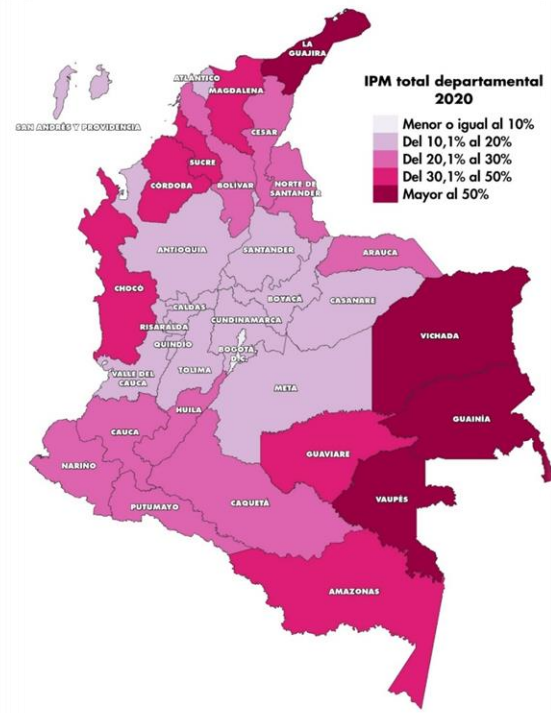 LA
GUAJIRA
ATLÁNTICO
MAGDALENA
IPM total departamental
2020
Menor o igual al 10%
Del 10,1% al 20%
Del 20,1% al 30%
Del 30,1% al 50%
Mayor al 50%
SAN ANDRÉS Y PROVIDENCIA
CESAR
SUCRE
CÓRDOBA
BOLÍVAR
NORTE DE
SANTANDER
ANTIOQUIA
SANTANDER
ARAUCA
CHOCÓ
BOYACÁ
CASANARE
CALDAS
CUNDINAMARCA
RISARALDA
VICHADA
QUINDÍO
BOGOTÁ,
D.C.
VALLE DEL
CAUCA
TOLIMA
META
HUILA
GUAINÍA
CAUCA
GUAVIARE
NARIÑO
VAUPÉS
CAQUETÁ
PUTUMAYO
AMAZONAS